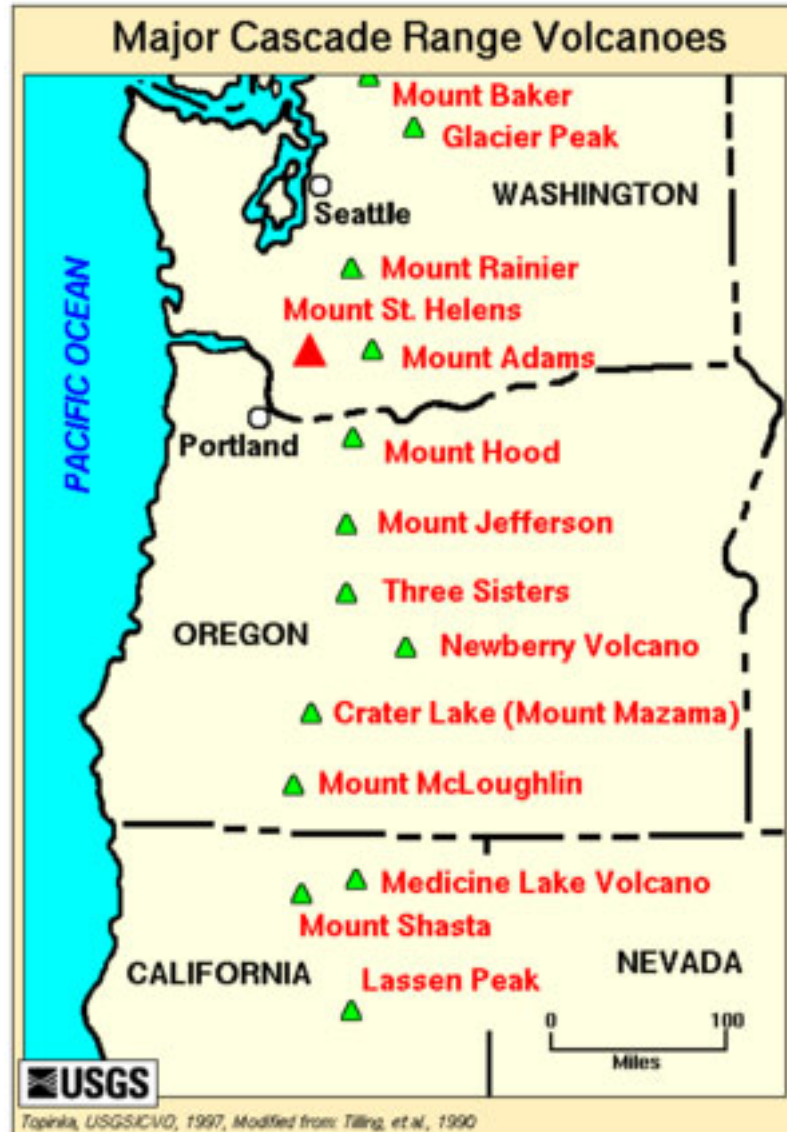 Major Cascade Range Volcanoes
Mount Baker
Glacier Peak
WASHINGTON
Seattle
Mount Rainier
Mount St. Helens
Mount Adams
PACIFIC OCEAN
Portland
Mount Hood
Mount Jefferson
Three Sisters
OREGON
Newberry Volcano
Crater Lake (Mount Mazama)
Mount McLoughlin
Medicine Lake Volcano
Mount Shasta
CALIFORNIA
NEVADA
Lassen Peak
0 100
Miles
USGS
Topinka, USGS/CVO, 1997, Modified from: Tilling, et al., 1990